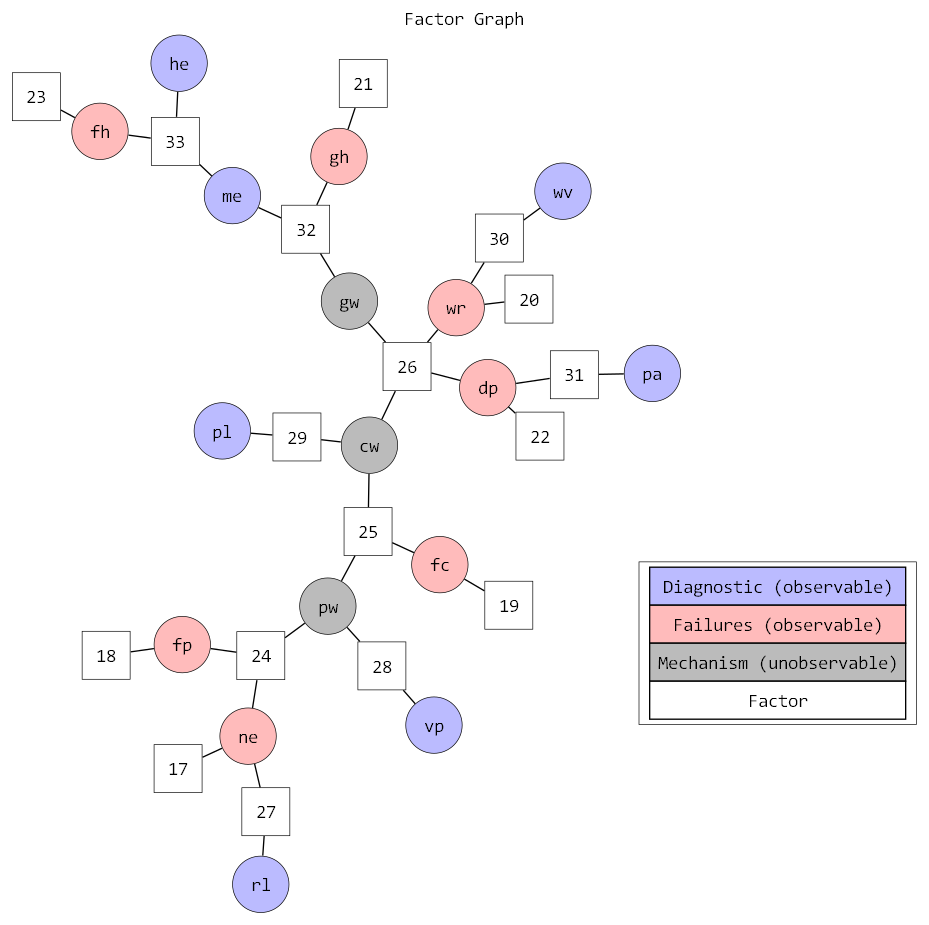 Factor Graph
he
23
21
fh
33
gh
me
wv
32
30
gw
20
wr
26
31
pa
dp
pl
29
22
cw
25
fc
19
pw
fp
18
24
28
vp
ne
17
27
rl
Diagnostic (observable)
Failures (observable)
Mechanism (unobservable)
Factor